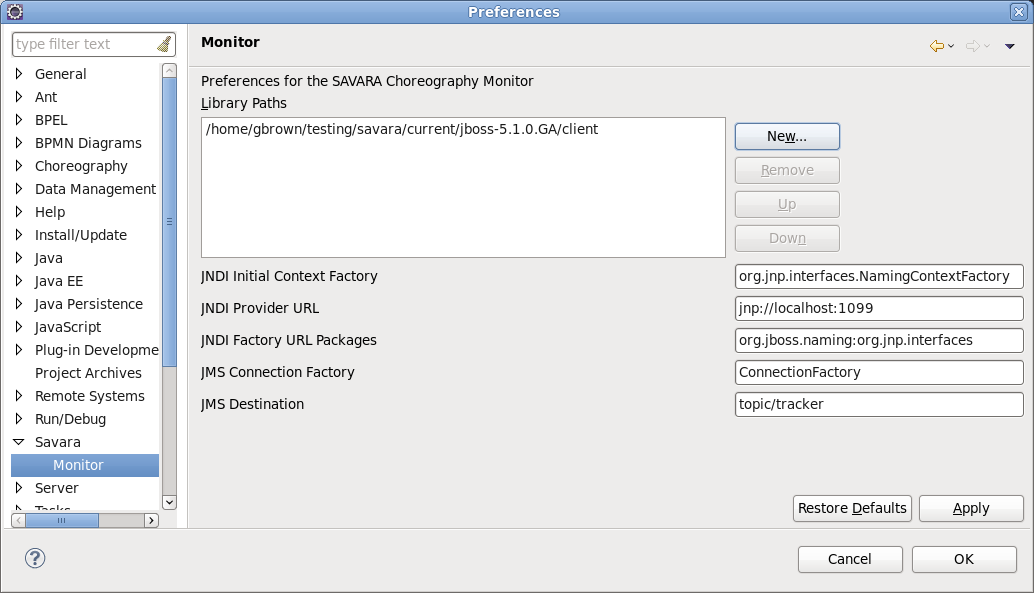 Preferences
type filter text
General
Ant
BPEL
BPMN Diagrams
Choreography
Data Management
Help
Install/Update
Java
Java EE
Java Persistence
JavaScript
Plug-in Developme
Project Archives
Remote Systems
Run/Debug
Savara
Monitor
Server
Tasks
Monitor
Preferences for the SAVARA Choreography Monitor
Library Paths
/home/gbrown/testing/savara/current/jboss-5.1.0.GA/client
New...
Remove
Up
Down
JNDI Initial Context Factory org.jnp.interfaces.NamingContextFactory
JNDI Provider URL jnp://localhost:1099
JNDI Factory URL Packages org.jboss.naming:org.jnp.interfaces
JMS Connection Factory ConnectionFactory
JMS Destination topic/tracker
Restore Defaults Apply
? Cancel OK